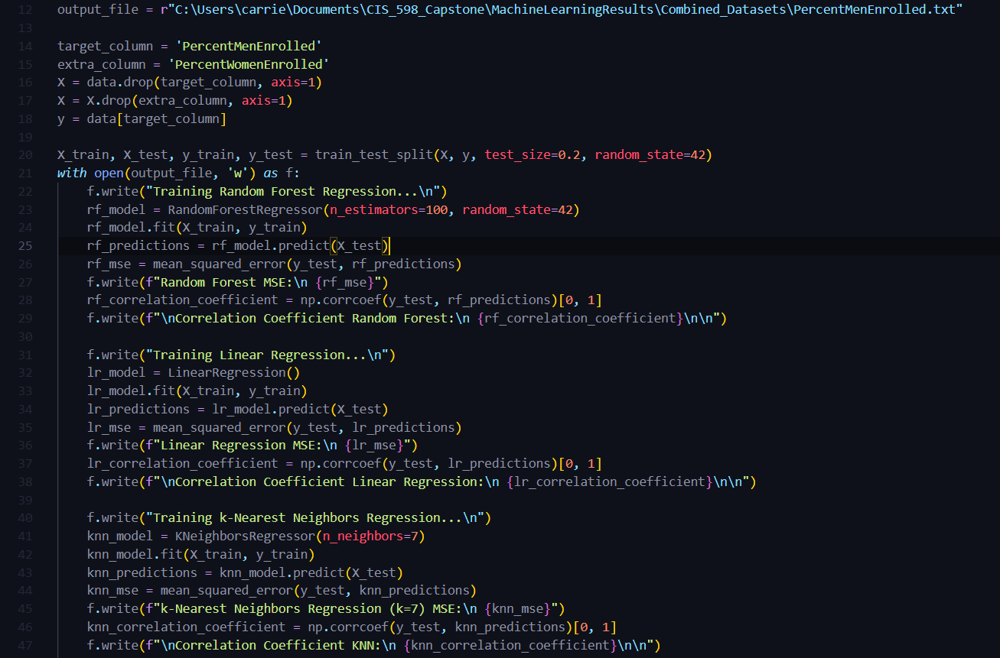 12 output_file = r"C:\Users\carrie\Documents\CIS_598_Capstone\MachineLearningResults\Combined_Datasets\PercentMenEnrolled.txt"
13
14 target_column = 'PercentMenEnrolled'
15 extra_column = 'PercentWomenEnrolled'
16 X = data.drop(target_column, axis=1)
17 X = X.drop(extra_column, axis=1)
18 y = data[target_column]
19
20 X_train, X_test, y_train, y_test = train_test_split(X, y, test_size=0.2, random_state=42)
21 with open(output_file, 'w') as f:
22     f.write("Training Random Forest Regression...\n")
23     rf_model = RandomForestRegressor(n_estimators=100, random_state=42)
24     rf_model.fit(X_train, y_train)
25     rf_predictions = rf_model.predict(X_test)
26     rf_mse = mean_squared_error(y_test, rf_predictions)
27     f.write(f"Random Forest MSE:\n {rf_mse}")
28     rf_correlation_coefficient = np.corrcoef(y_test, rf_predictions)[0, 1]
29     f.write(f"\nCorrelation Coefficient Random Forest:\n {rf_correlation_coefficient}\n\n")
30
31     f.write("Training Linear Regression...\n")
32     lr_model = LinearRegression()
33     lr_model.fit(X_train, y_train)
34     lr_predictions = lr_model.predict(X_test)
35     lr_mse = mean_squared_error(y_test, lr_predictions)
36     f.write(f"Linear Regression MSE:\n {lr_mse}")
37     lr_correlation_coefficient = np.corrcoef(y_test, lr_predictions)[0, 1]
38     f.write(f"\nCorrelation Coefficient Linear Regression:\n {lr_correlation_coefficient}\n\n")
39
40     f.write("Training k-Nearest Neighbors Regression...\n")
41     knn_model = KNeighborsRegressor(n_neighbors=7)
42     knn_model.fit(X_train, y_train)
43     knn_predictions = knn_model.predict(X_test)
44     knn_mse = mean_squared_error(y_test, knn_predictions)
45     f.write(f"k-Nearest Neighbors Regression (k=7) MSE:\n {knn_mse}")
46     knn_correlation_coefficient = np.corrcoef(y_test, knn_predictions)[0, 1]
47     f.write(f"\nCorrelation Coefficient KNN:\n {knn_correlation_coefficient}\n\n")